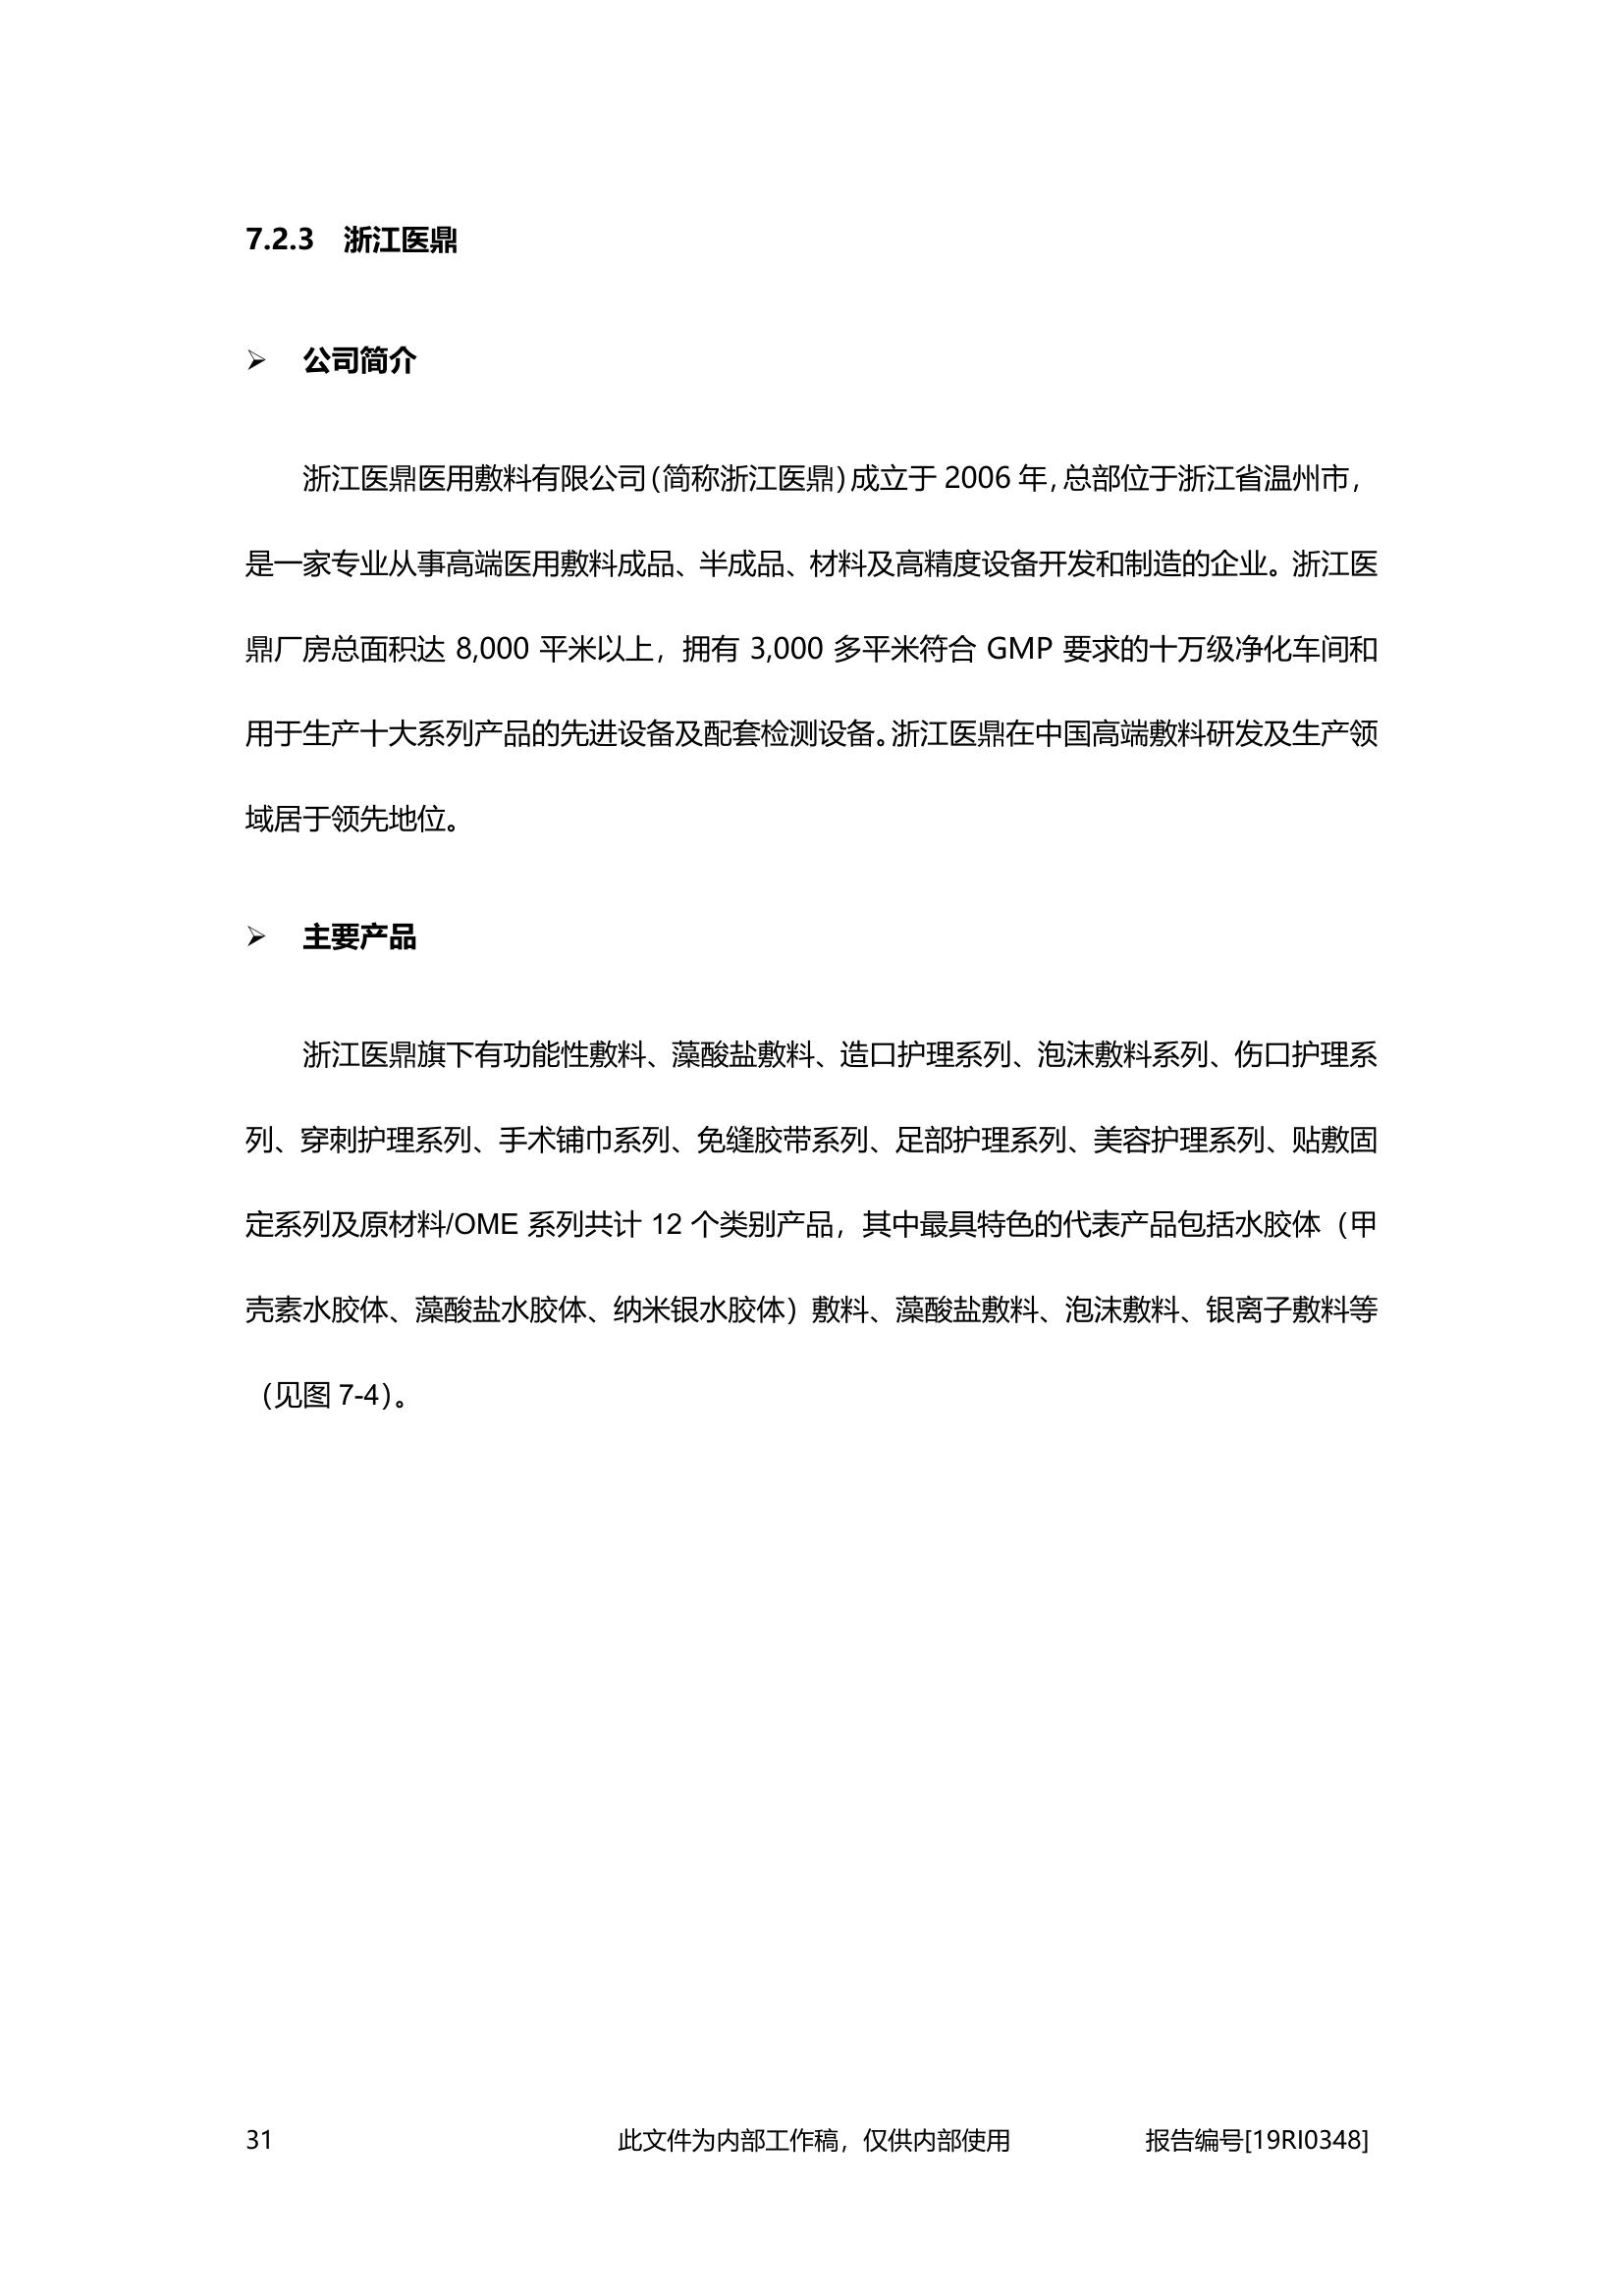 7.2.3 浙江医鼎
➢ 公司简介
浙江医鼎医用敷料有限公司（简称浙江医鼎）成立于 2006 年，总部位于浙江省温州市，
是一家专业从事高端医用敷料成品、半成品、材料及高精度设备开发和制造的企业。浙江医
鼎厂房总面积达 8,000 平米以上，拥有 3,000 多平米符合 GMP 要求的十万级净化车间和
用于生产十大系列产品的先进设备及配套检测设备。浙江医鼎在中国高端敷料研发及生产领
域居于领先地位。
➢ 主要产品
浙江医鼎旗下有功能性敷料、藻酸盐敷料、造口护理系列、泡沫敷料系列、伤口护理系
列、穿刺护理系列、手术铺巾系列、免缝胶带系列、足部护理系列、美容护理系列、贴敷固
定系列及原材料/OME 系列共计 12 个类别产品，其中最具特色的代表产品包括水胶体（甲
壳素水胶体、藻酸盐水胶体、纳米银水胶体）敷料、藻酸盐敷料、泡沫敷料、银离子敷料等
（见图 7-4）。
31 此文件为内部工作稿，仅供内部使用 报告编号[19RI0348]